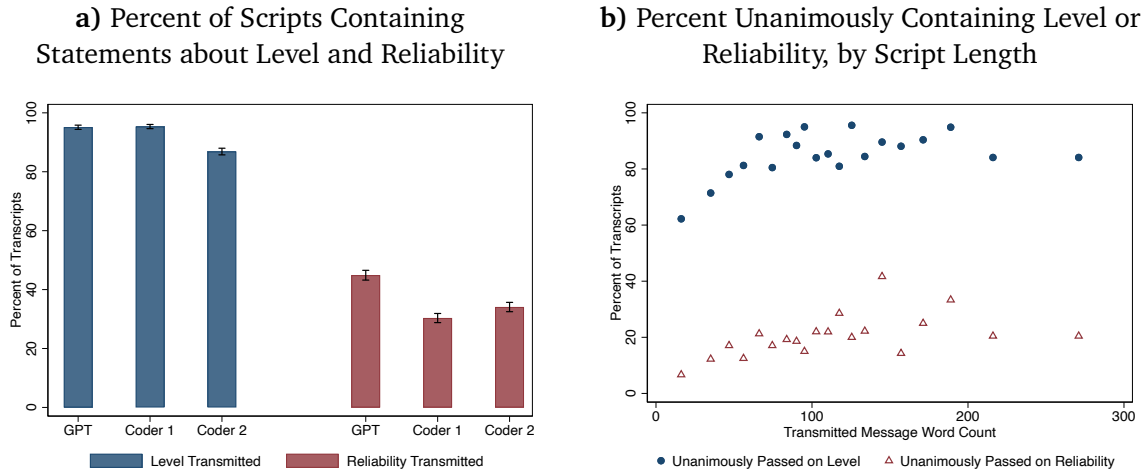 a) Percent of Scripts Containing
Statements about Level and Reliability
Percent of Transcripts
100
80
60
40
20
0
GPT
Coder 1
Coder 2
GPT
Coder 1
Coder 2
Level Transmitted
Reliability Transmitted
b) Percent Unanimously Containing Level or
Reliability, by Script Length
Percent of Transcripts
100
80
60
40
20
0
0
100
200
300
Transmitted Message Word Count
Unanimously Passed on Level
Unanimously Passed on Reliability